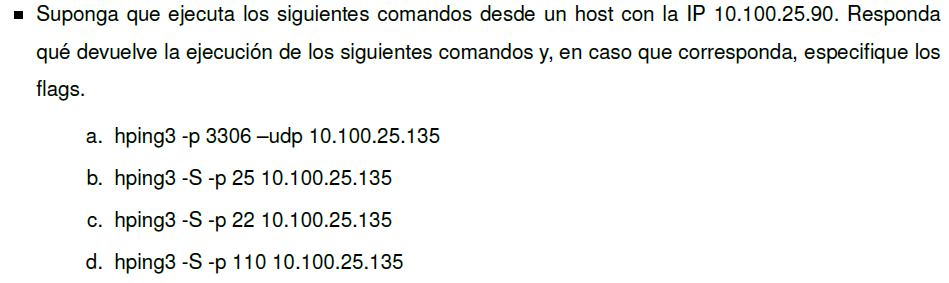 ▪ Suponga que ejecuta los siguientes comandos desde un host con la IP 10.100.25.90. Responda
qué devuelve la ejecución de los siguientes comandos y, en caso que corresponda, especifique los
flags.
a. hping3 -p 3306 –udp 10.100.25.135
b. hping3 -S -p 25 10.100.25.135
c. hping3 -S -p 22 10.100.25.135
d. hping3 -S -p 110 10.100.25.135